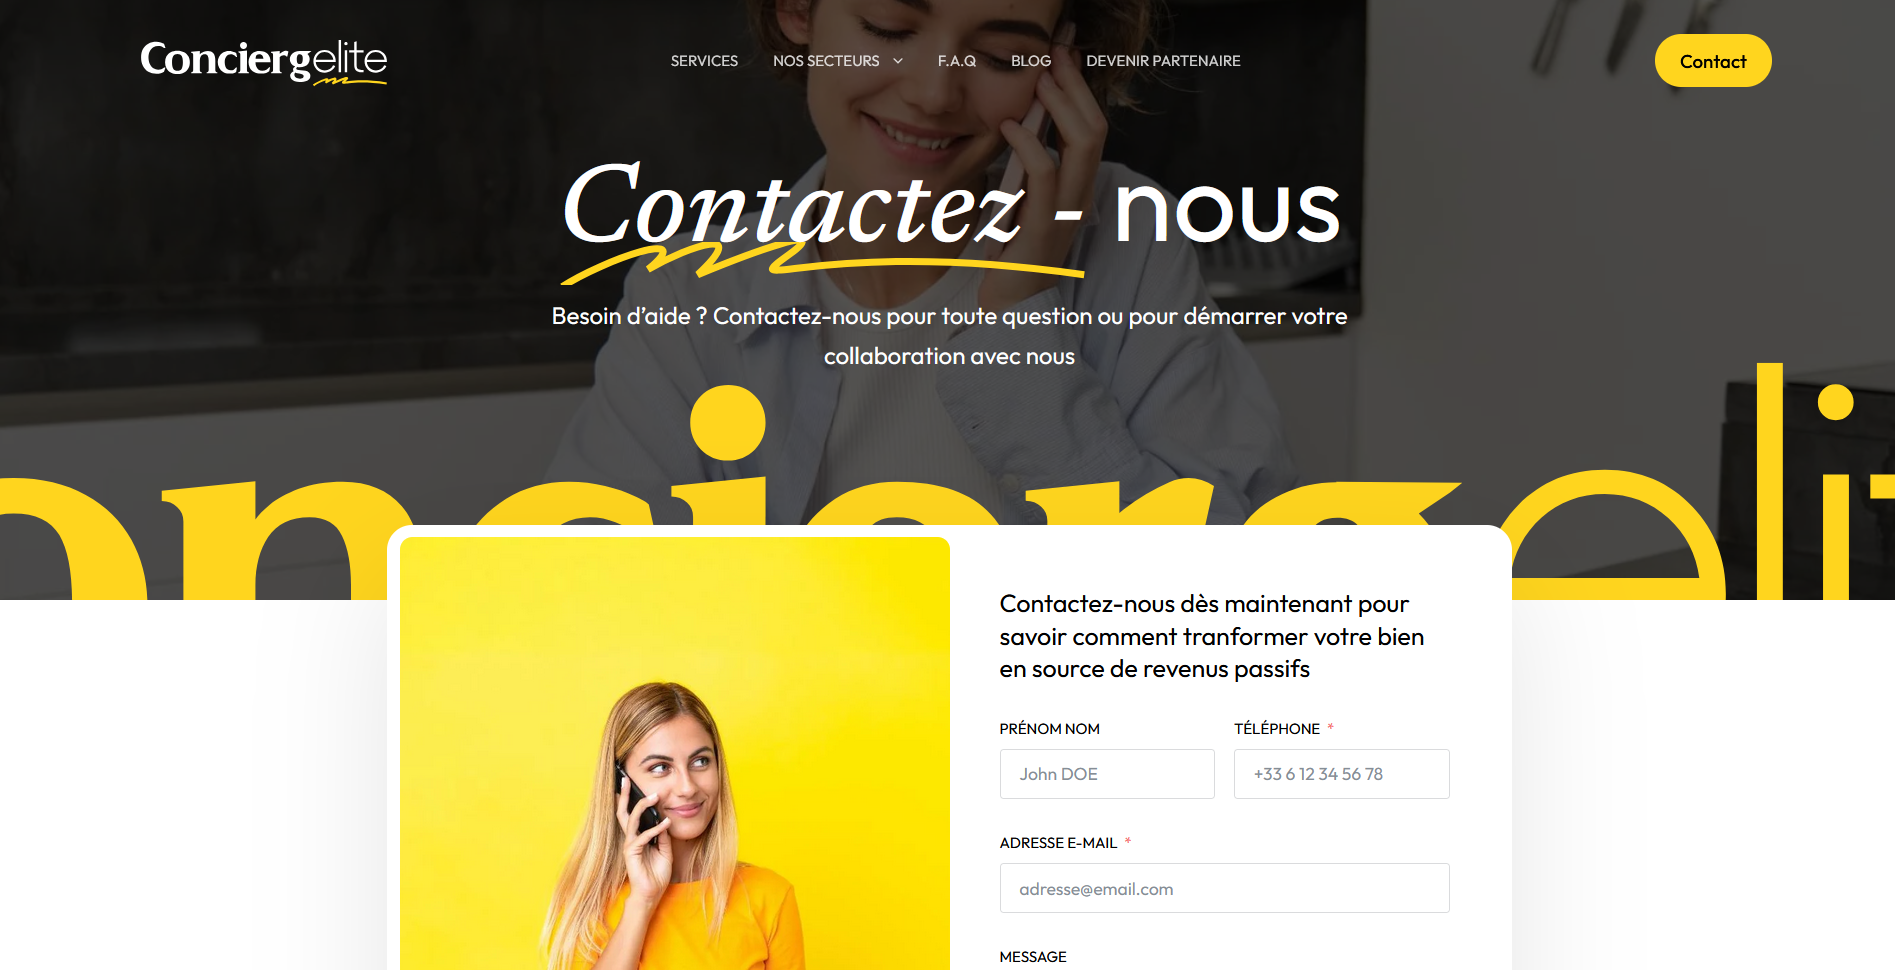 Conciergelite
SERVICES NOS SECTEURS F.A.Q BLOG DEVENIR PARTENAIRE
Contact
Contactez - nous
Besoin d’aide ? Contactez-nous pour toute question ou pour démarrer votre
collaboration avec nous
onciergelit
Contactez-nous dès maintenant pour
savoir comment tranformer votre bien
en source de revenus passifs
PRÉNOM NOM TÉLÉPHONE *
John DOE +33 6 12 34 56 78
ADRESSE E-MAIL *
adresse@email.com
MESSAGE